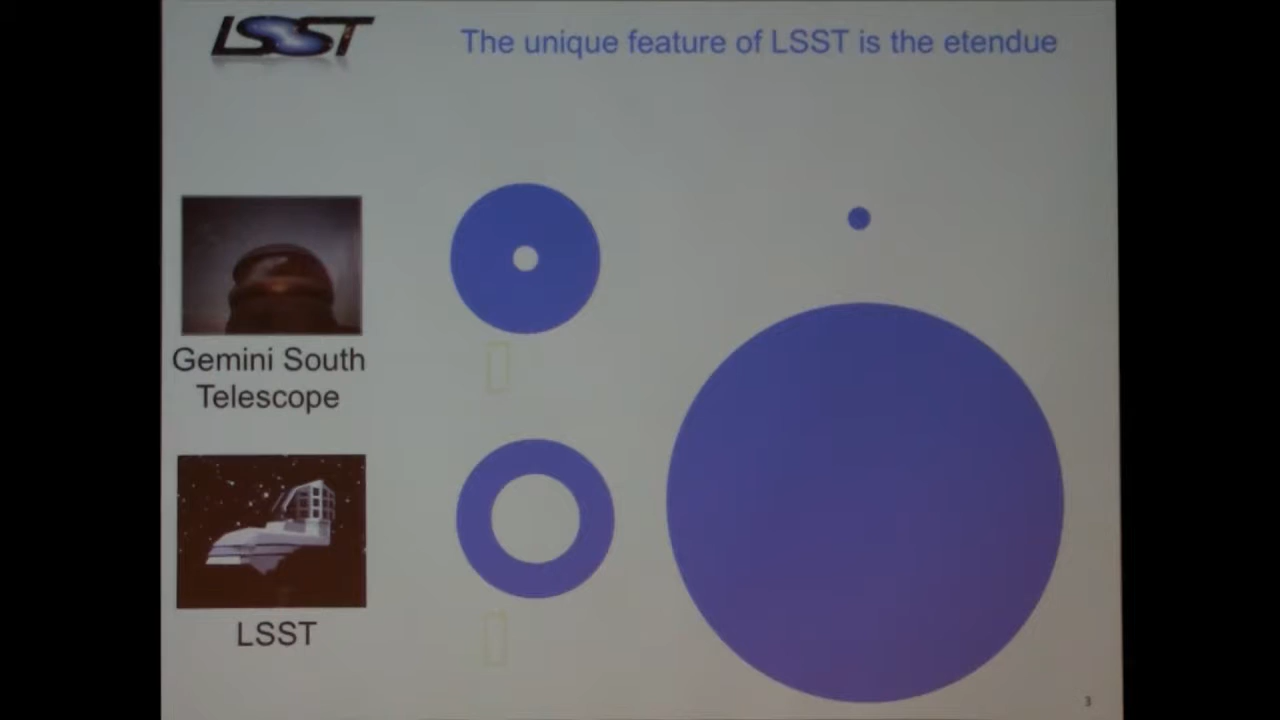 LSST
The unique feature of LSST is the etendue
Gemini South
Telescope
LSST
3